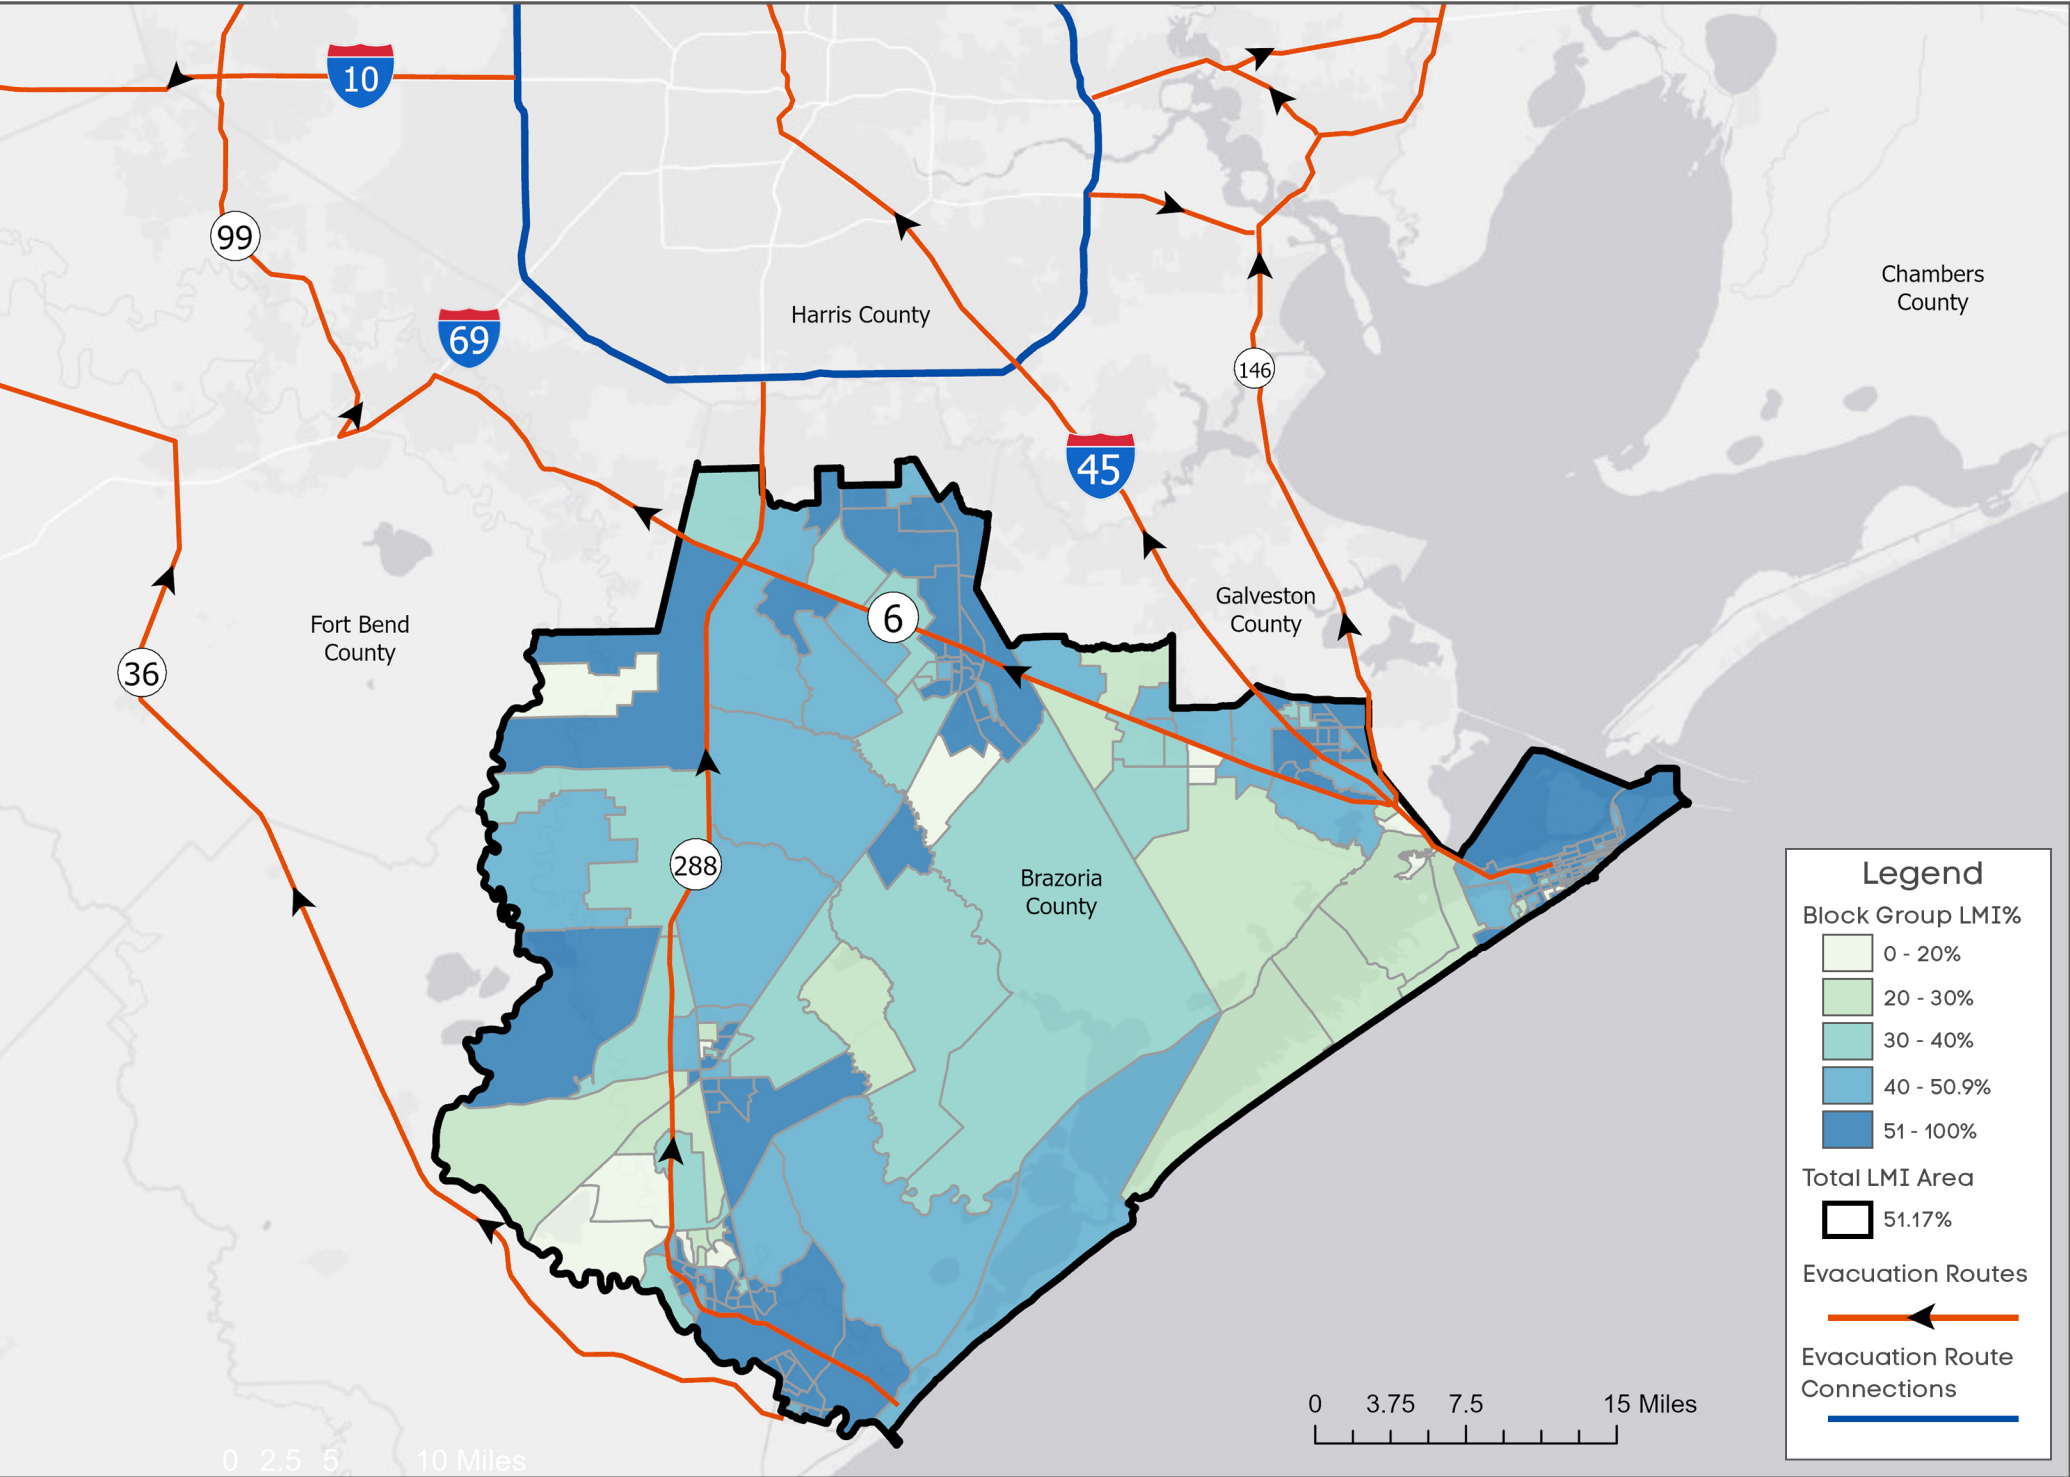 10
99
69
Harris County
Chambers
County
146
45
Galveston
County
6
Fort Bend
County
36
288
Brazoria
County
Legend
Block Group LMI%
0 - 20%
20 - 30%
30 - 40%
40 - 50.9%
51 - 100%
Total LMI Area
51.17%
Evacuation Routes
Evacuation Route
Connections
0 3.75 7.5 15 Miles
0 2.5 5 10 Miles